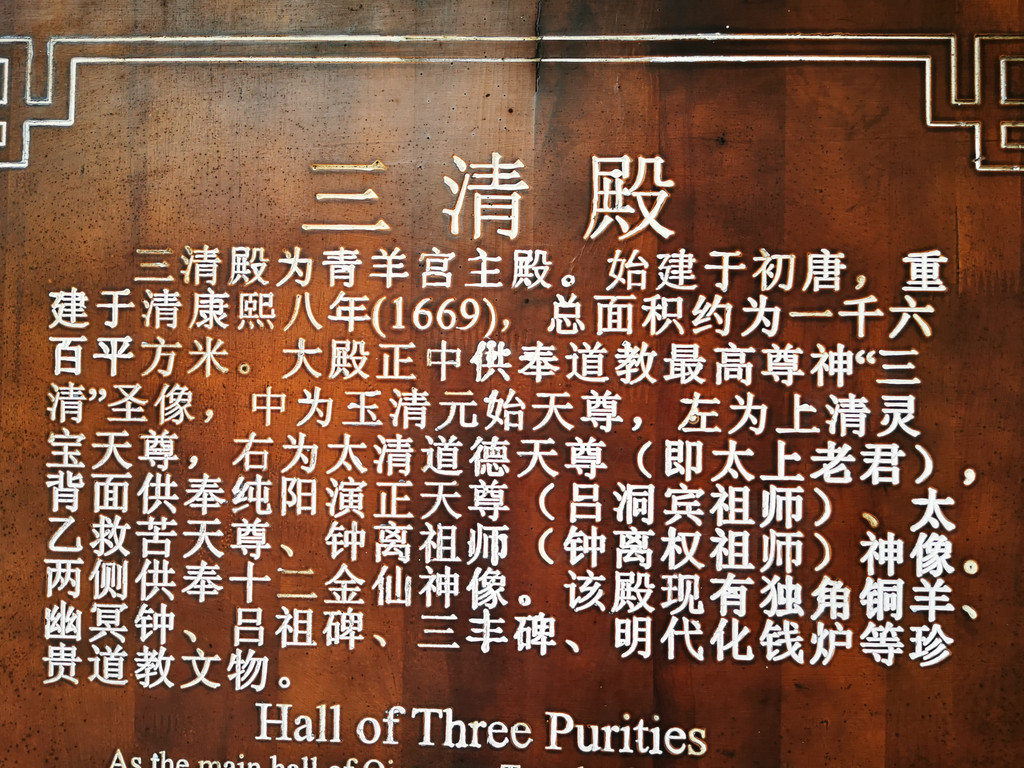 三清殿
三清殿为青羊宫主殿。始建于初唐，重
建于清康熙八年(1669)，总面积约为一千六
百平方米。大殿正中供奉道教最高尊神“三
清”圣像，中为玉清元始天尊，左为上清灵
宝天尊，右为太清道德天尊（即太上老君），
背面供奉纯阳演正天尊（吕洞宾祖师）、太
乙救苦天尊、钟离祖师（钟离权祖师）神像。
两侧供奉十二金仙神像。该殿现有独角铜羊、
幽冥钟、吕祖碑、三丰碑、明代化钱炉等珍
贵道教文物。
Hall of Three Purities
As the main hall of